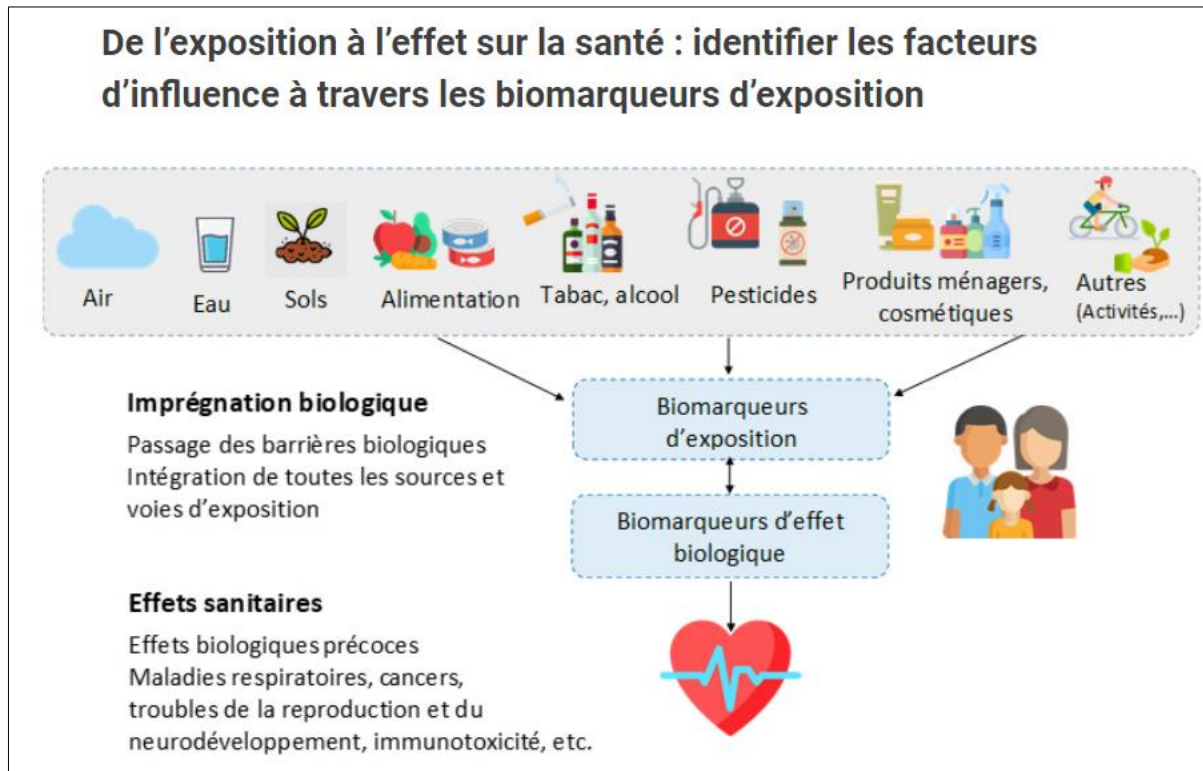 De l’exposition à l’effet sur la santé : identifier les facteurs
d’influence à travers les biomarqueurs d’exposition
Air
Eau
Sols
Alimentation
Tabac, alcool
Pesticides
Produits ménagers,
cosmétiques
Autres
(Activités,...)
Imprégnation biologique
Passage des barrières biologiques
Intégration de toutes les sources et
voies d’exposition
Biomarqueurs
d’exposition
Biomarqueurs d’effet
biologique
Effets sanitaires
Effets biologiques précoces
Maladies respiratoires, cancers,
troubles de la reproduction et du
neurodéveloppement, immunotoxicité, etc.